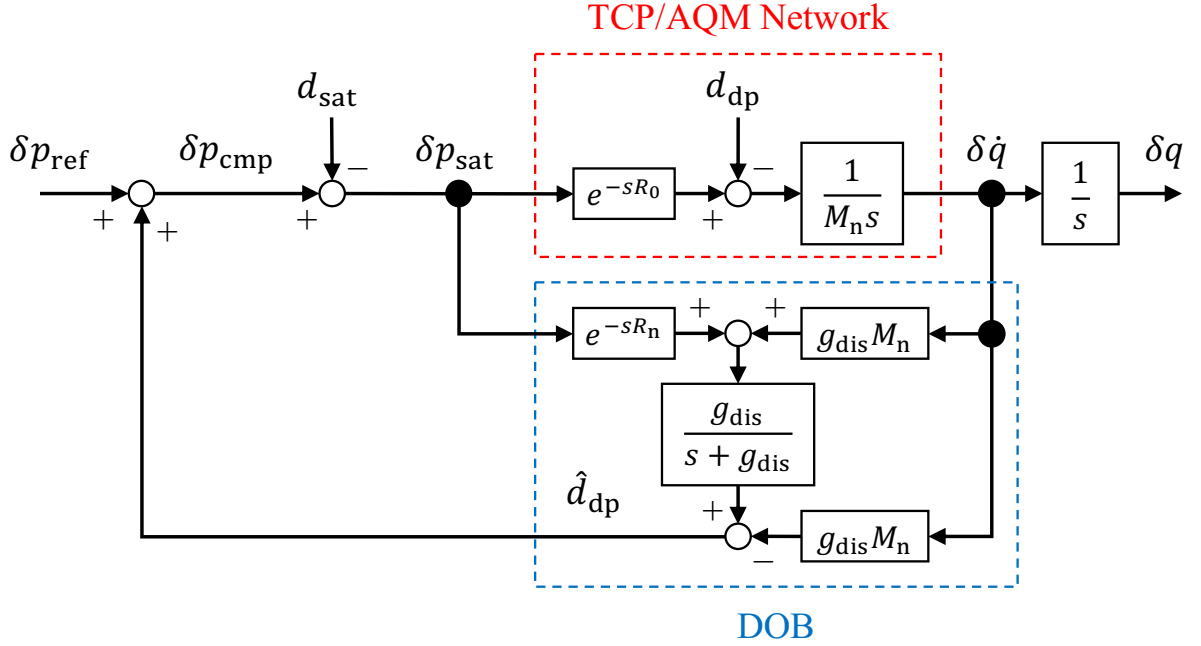 TCP/AQM Network
d_sat
d_dp
δp_ref
δp_cmp
δp_sat
δq̇
δq
−
−
e^{-sR_0}
1/(M_n s)
1/s
+
+
+
+
+
+
e^{-sR_n}
g_dis M_n
g_dis/(s + g_dis)
d̂_dp
+
g_dis M_n
−
DOB